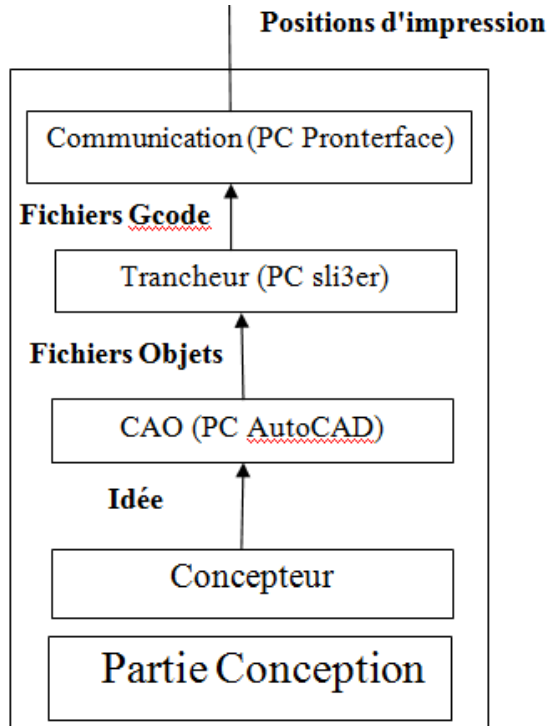 Positions d'impression
Communication (PC Pronterface)
Fichiers Gcode
Trancheur (PC sli3er)
Fichiers Objets
CAO (PC AutoCAD)
Idée
Concepteur
Partie Conception